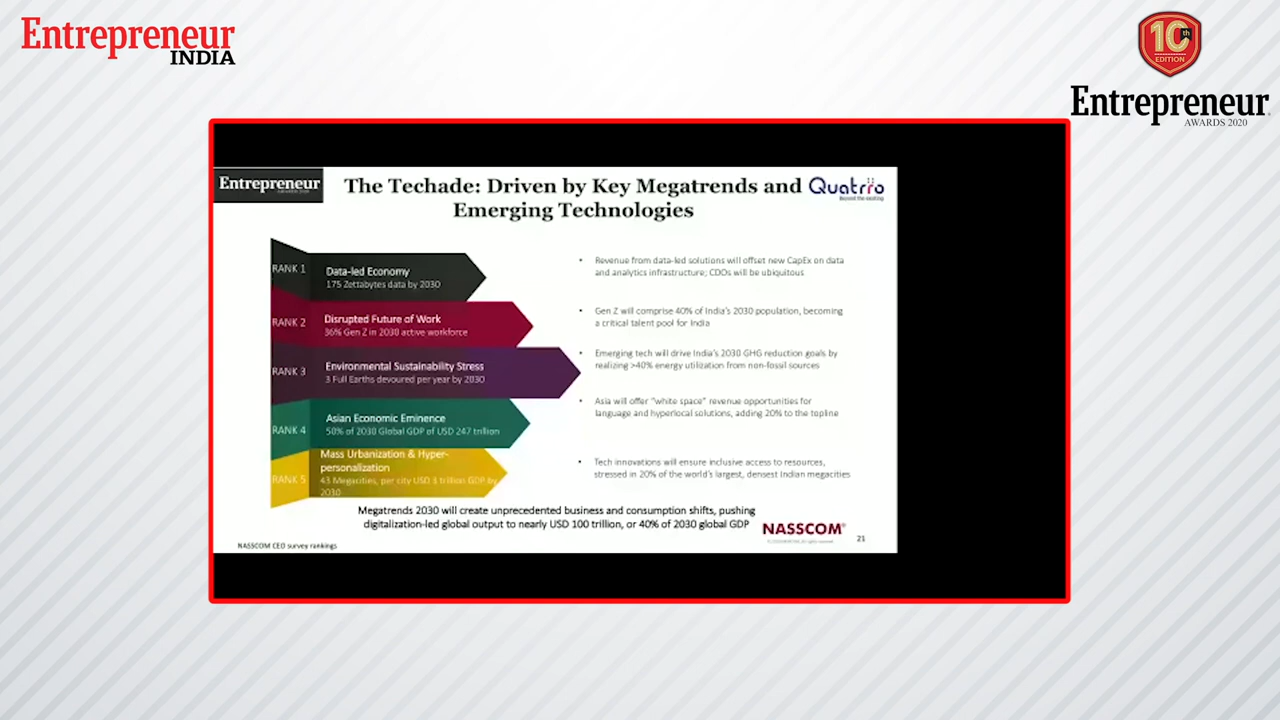 Entrepreneur
INDIA
10th
EDITION
Entrepreneur
AWARDS 2020
Entrepreneur
The Techade: Driven by Key Megatrends and
Emerging Technologies
Quatrro
Beyond the existing
RANK 1
Data-led Economy
175 Zettabytes data by 2030
• Revenue from data-led solutions will offset new CapEx on data
and analytics infrastructure; CDOs will be ubiquitous
RANK 2
Disrupted Future of Work
36% Gen Z in 2030 active workforce
• Gen Z will comprise 40% of India's 2030 population, becoming
a critical talent pool for India
RANK 3
Environmental Sustainability Stress
3 Full Earths devoured per year by 2030
• Emerging tech will drive India's 2030 GHG reduction goals by
realizing >40% energy utilization from non-fossil sources
RANK 4
Asian Economic Eminence
50% of 2030 Global GDP of USD 247 trillion
• Asia will offer "white space" revenue opportunities for
language and hyperlocal solutions, adding 20% to the topline
RANK 5
Mass Urbanization & Hyper-
personalization
43 Megacities, per city USD 1 trillion GDP by
2030
• Tech innovations will ensure inclusive access to resources,
stressed in 20% of the world's largest, densest Indian megacities
Megatrends 2030 will create unprecedented business and consumption shifts, pushing
digitalization-led global output to nearly USD 100 trillion, or 40% of 2030 global GDP
NASSCOM®
NASSCOM CEO survey rankings
21